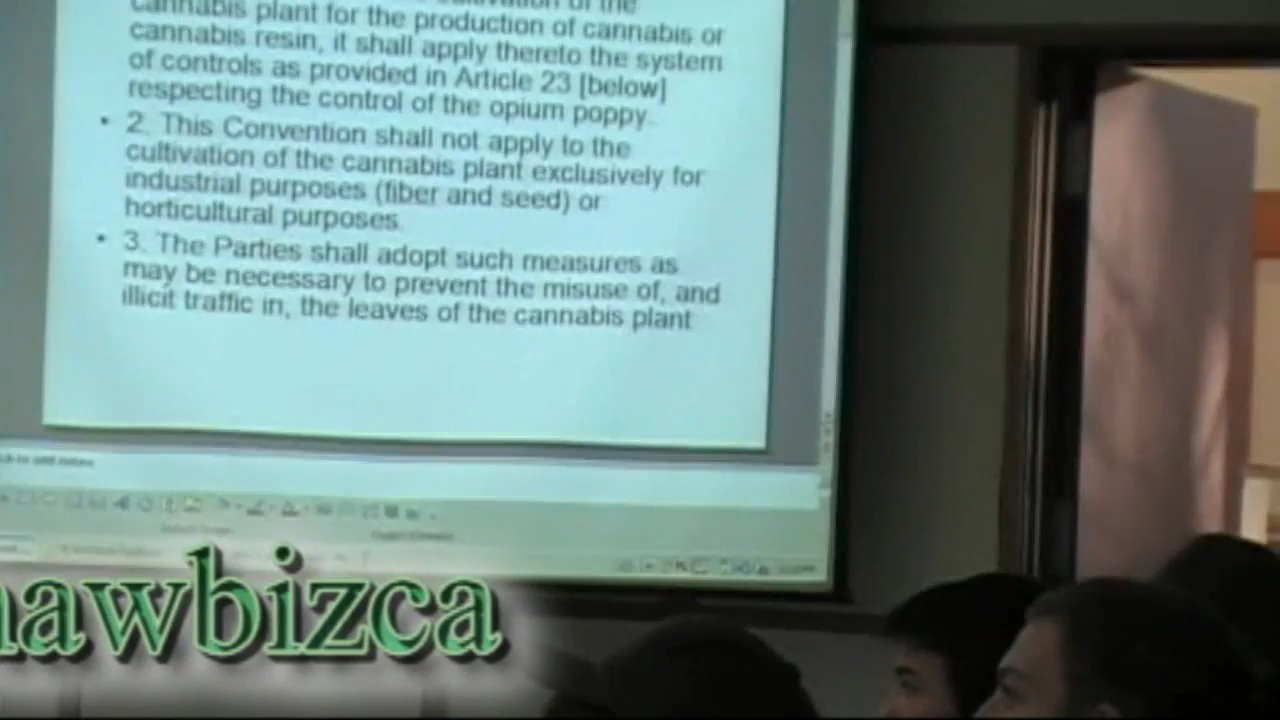 cannabis plant for the production of cannabis or
cannabis resin, it shall apply thereto the system
of controls as provided in Article 23 [below]
respecting the control of the opium poppy.
• 2. This Convention shall not apply to the
cultivation of the cannabis plant exclusively for
industrial purposes (fiber and seed) or
horticultural purposes.
• 3. The Parties shall adopt such measures as
may be necessary to prevent the misuse of, and
illicit traffic in, the leaves of the cannabis plant
to add notes
awbizca